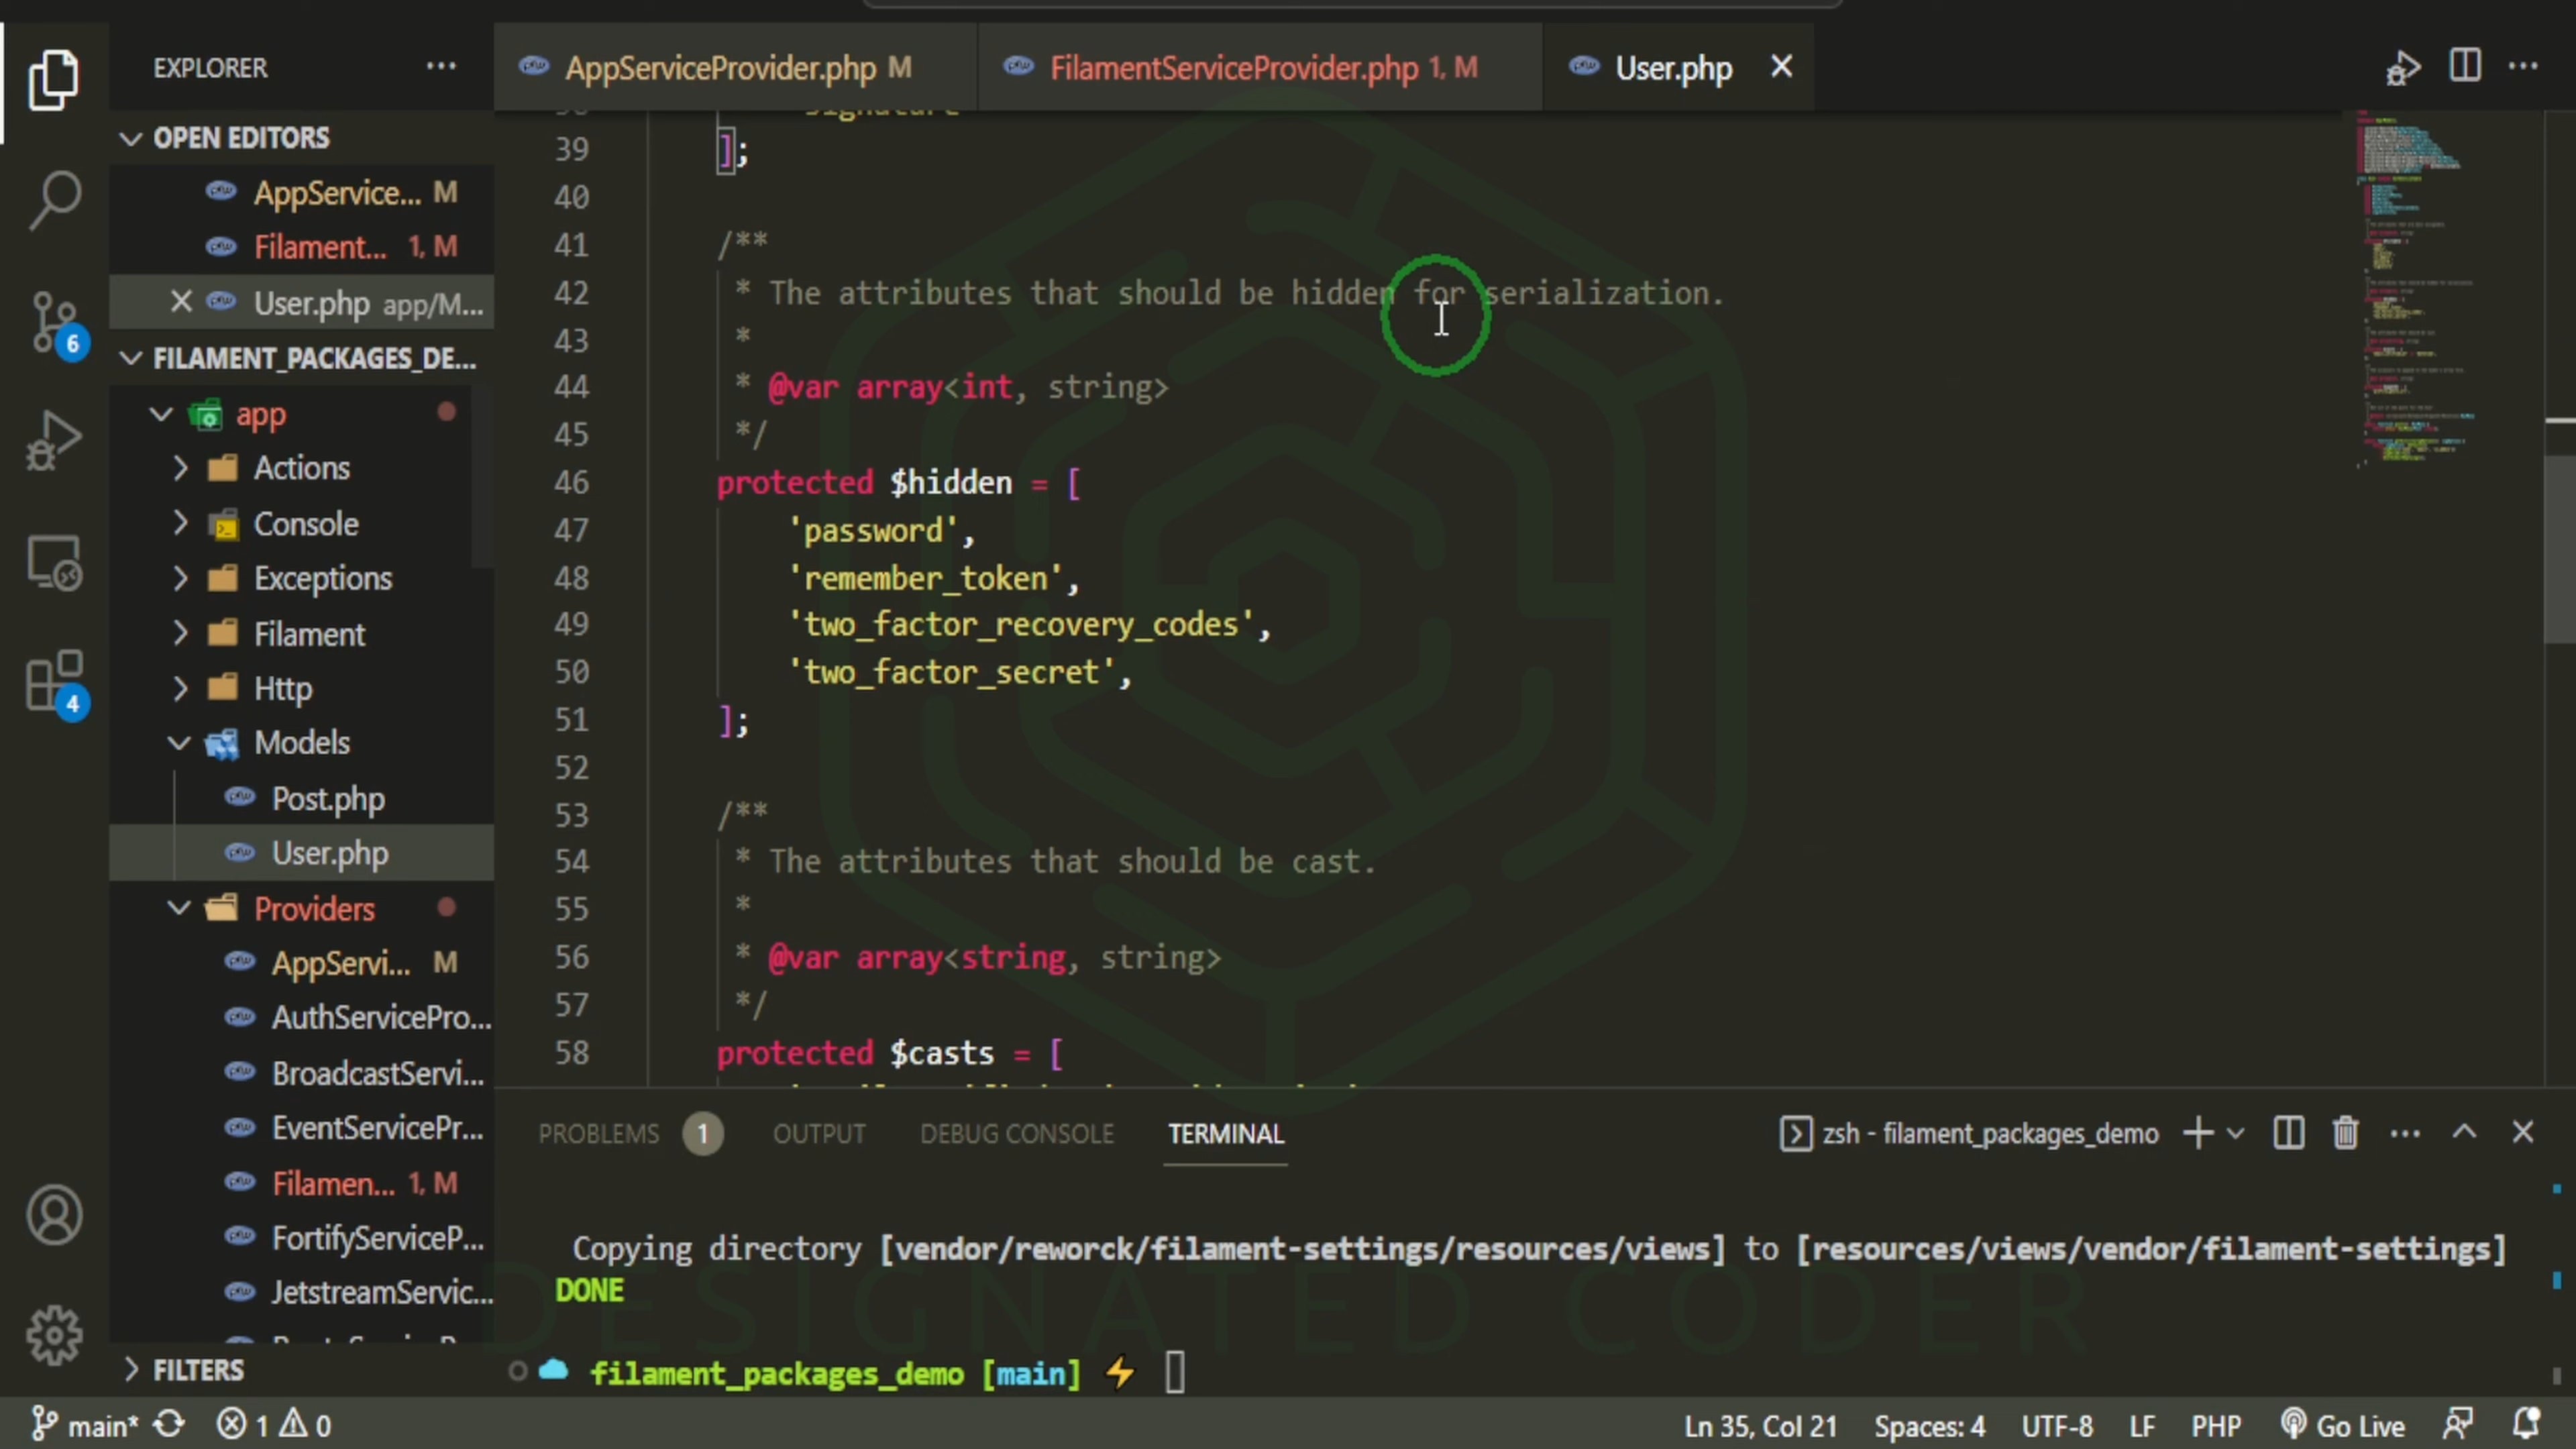 EXPLORER
AppServiceProvider.php M
FilamentServiceProvider.php 1, M
User.php
OPEN EDITORS
AppService... M
Filament... 1, M
User.php app/M...
FILAMENT_PACKAGES_DE...
app
Actions
Console
Exceptions
Filament
Http
Models
Post.php
User.php
Providers
AppServi... M
AuthServicePro...
BroadcastServi...
EventServicePr...
Filamen... 1, M
FortifyServiceP...
JetstreamServic...
FILTERS
39 ];
40
41 /**
42 * The attributes that should be hidden for serialization.
43 *
44 * @var array<int, string>
45 */
46 protected $hidden = [
47 'password',
48 'remember_token',
49 'two_factor_recovery_codes',
50 'two_factor_secret',
51 ];
52
53 /**
54 * The attributes that should be cast.
55 *
56 * @var array<string, string>
57 */
58 protected $casts = [
PROBLEMS 1 OUTPUT DEBUG CONSOLE TERMINAL
zsh - filament_packages_demo
Copying directory [vendor/reworck/filament-settings/resources/views] to [resources/views/vendor/filament-settings]
DONE
DESIGNATED CODER
filament_packages_demo [main]
6
4
main* 1 0
Ln 35, Col 21 Spaces: 4 UTF-8 LF PHP Go Live